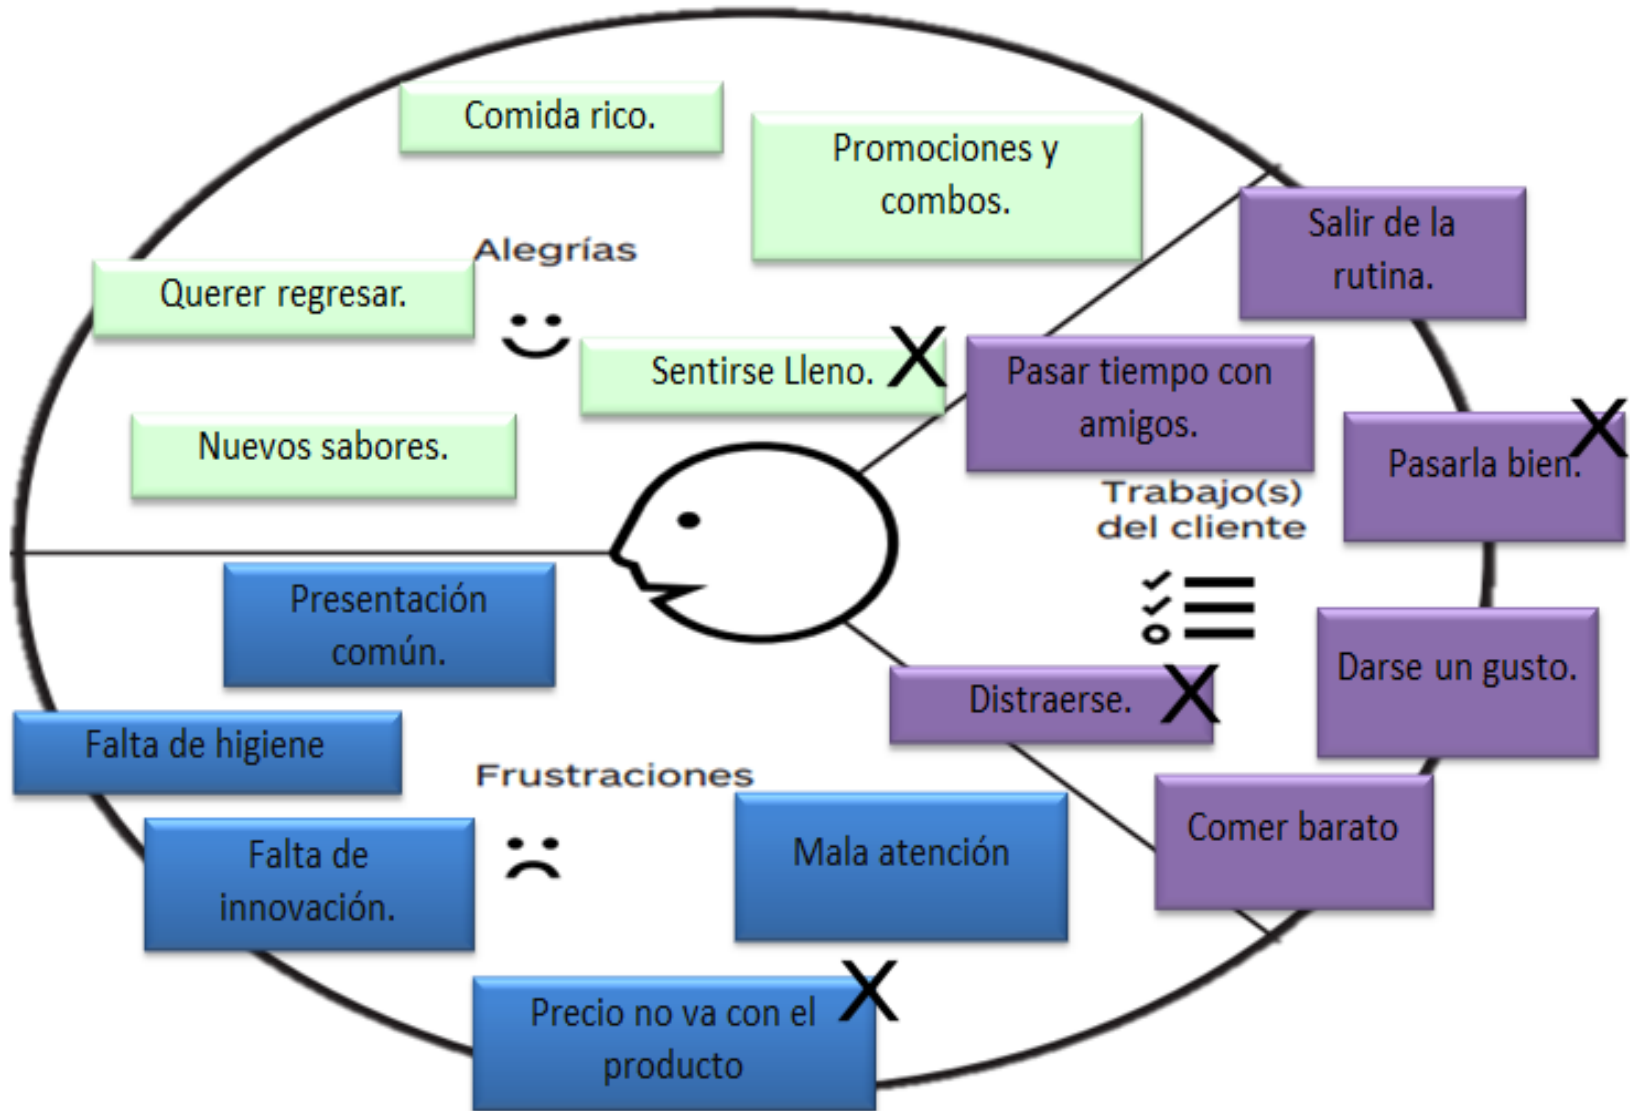 Comida rico.
Promociones y
combos.
Salir de la
rutina.
Alegrías
Querer regresar.
Sentirse Lleno.
X
Pasar tiempo con
amigos.
Nuevos sabores.
Pasarla bien.
X
Trabajo(s)
del cliente
Presentación
común.
Darse un gusto.
Distraerse.
X
Falta de higiene
Frustraciones
Comer barato
Falta de
innovación.
Mala atención
Precio no va con el
producto
X